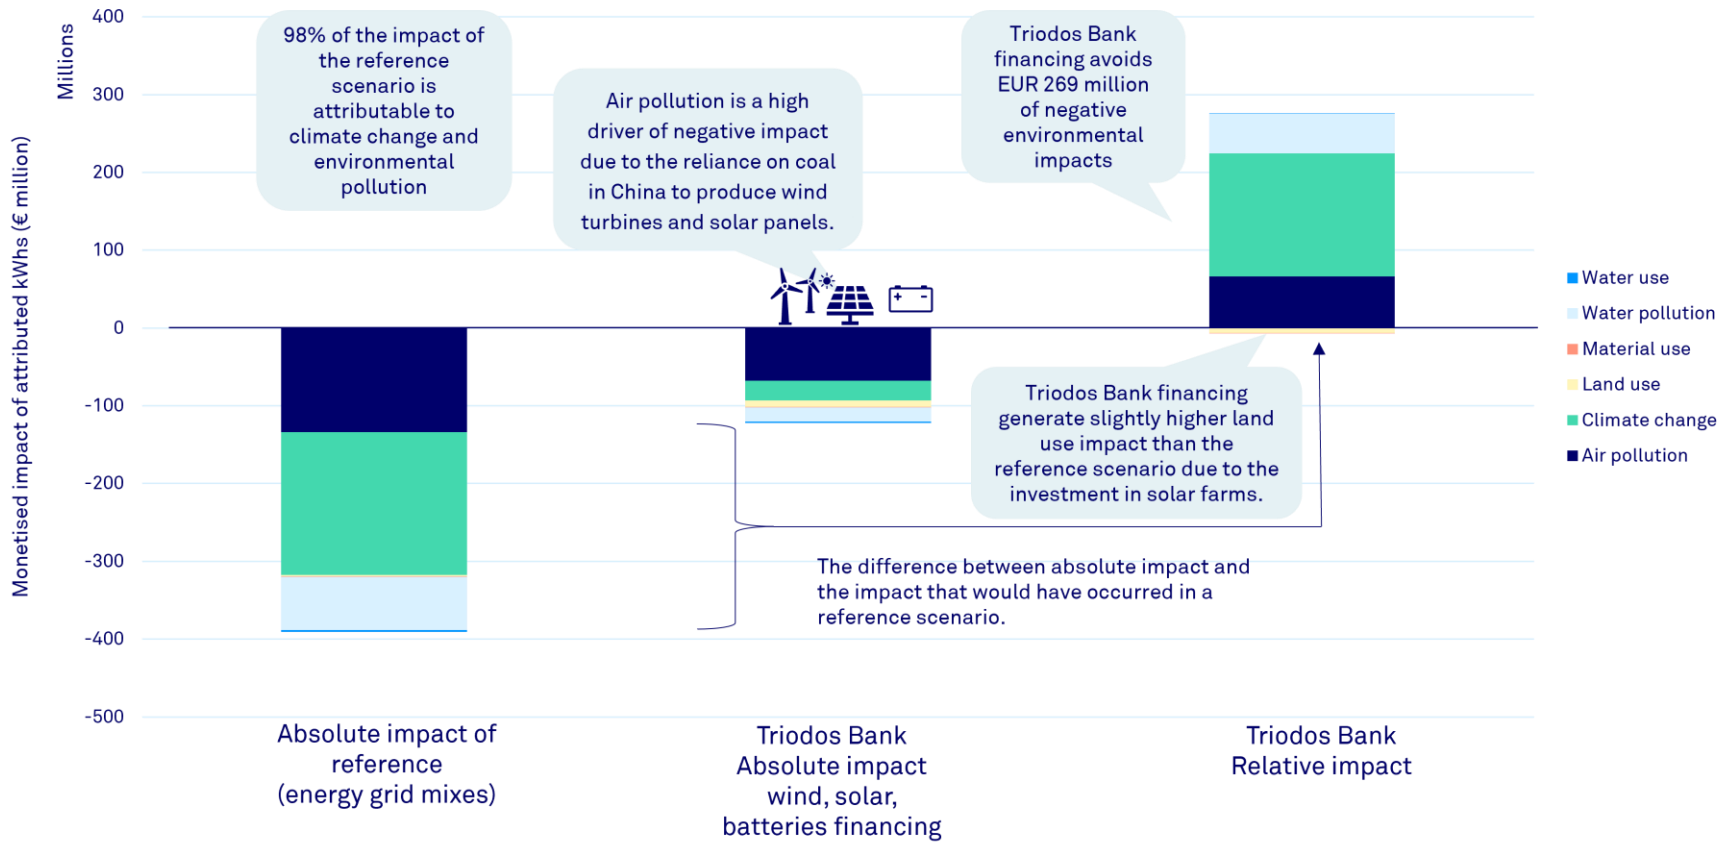 Monetised impact of attributed kWhs (€ million)
Millions
400
300
200
100
0
-100
-200
-300
-400
-500
98% of the impact of
the reference
scenario is
attributable to
climate change and
environmental
pollution
Air pollution is a high
driver of negative impact
due to the reliance on coal
in China to produce wind
turbines and solar panels.
Triodos Bank
financing avoids
EUR 269 million
of negative
environmental
impacts
Triodos Bank financing
generate slightly higher land
use impact than the
reference scenario due to the
investment in solar farms.
The difference between absolute impact and
the impact that would have occurred in a
reference scenario.
Water use
Water pollution
Material use
Land use
Climate change
Air pollution
Absolute impact of
reference
(energy grid mixes)
Triodos Bank
Absolute impact
wind, solar,
batteries financing
Triodos Bank
Relative impact